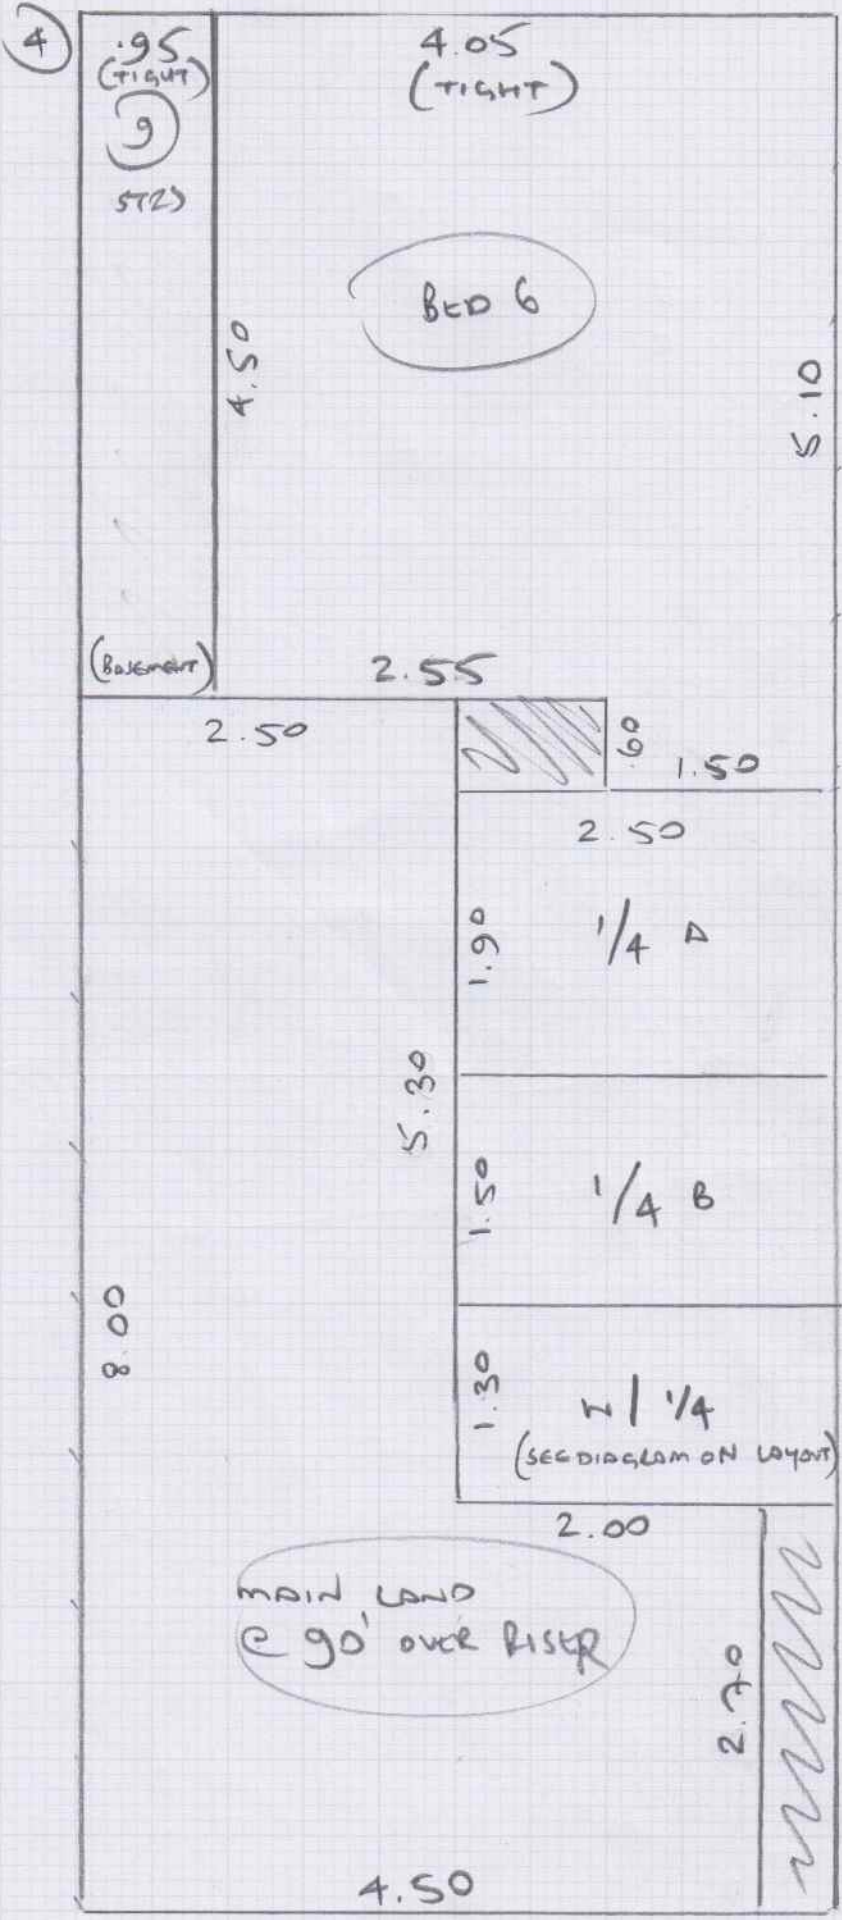 4
.95
(TIGHT)
9
ST(2)
4.05
(TIGHT)
BED 6
4.50
5.10
(BASEMENT)
2.55
2.50
.60
1.50
2.50
1.90
1/4 A
5.30
1.50
1/4 B
8.00
1.30
1/4
(SEE DIAGRAM ON LAYOUT)
2.00
MAIN LAND
@ 90' OVER RISER
2.70
4.50